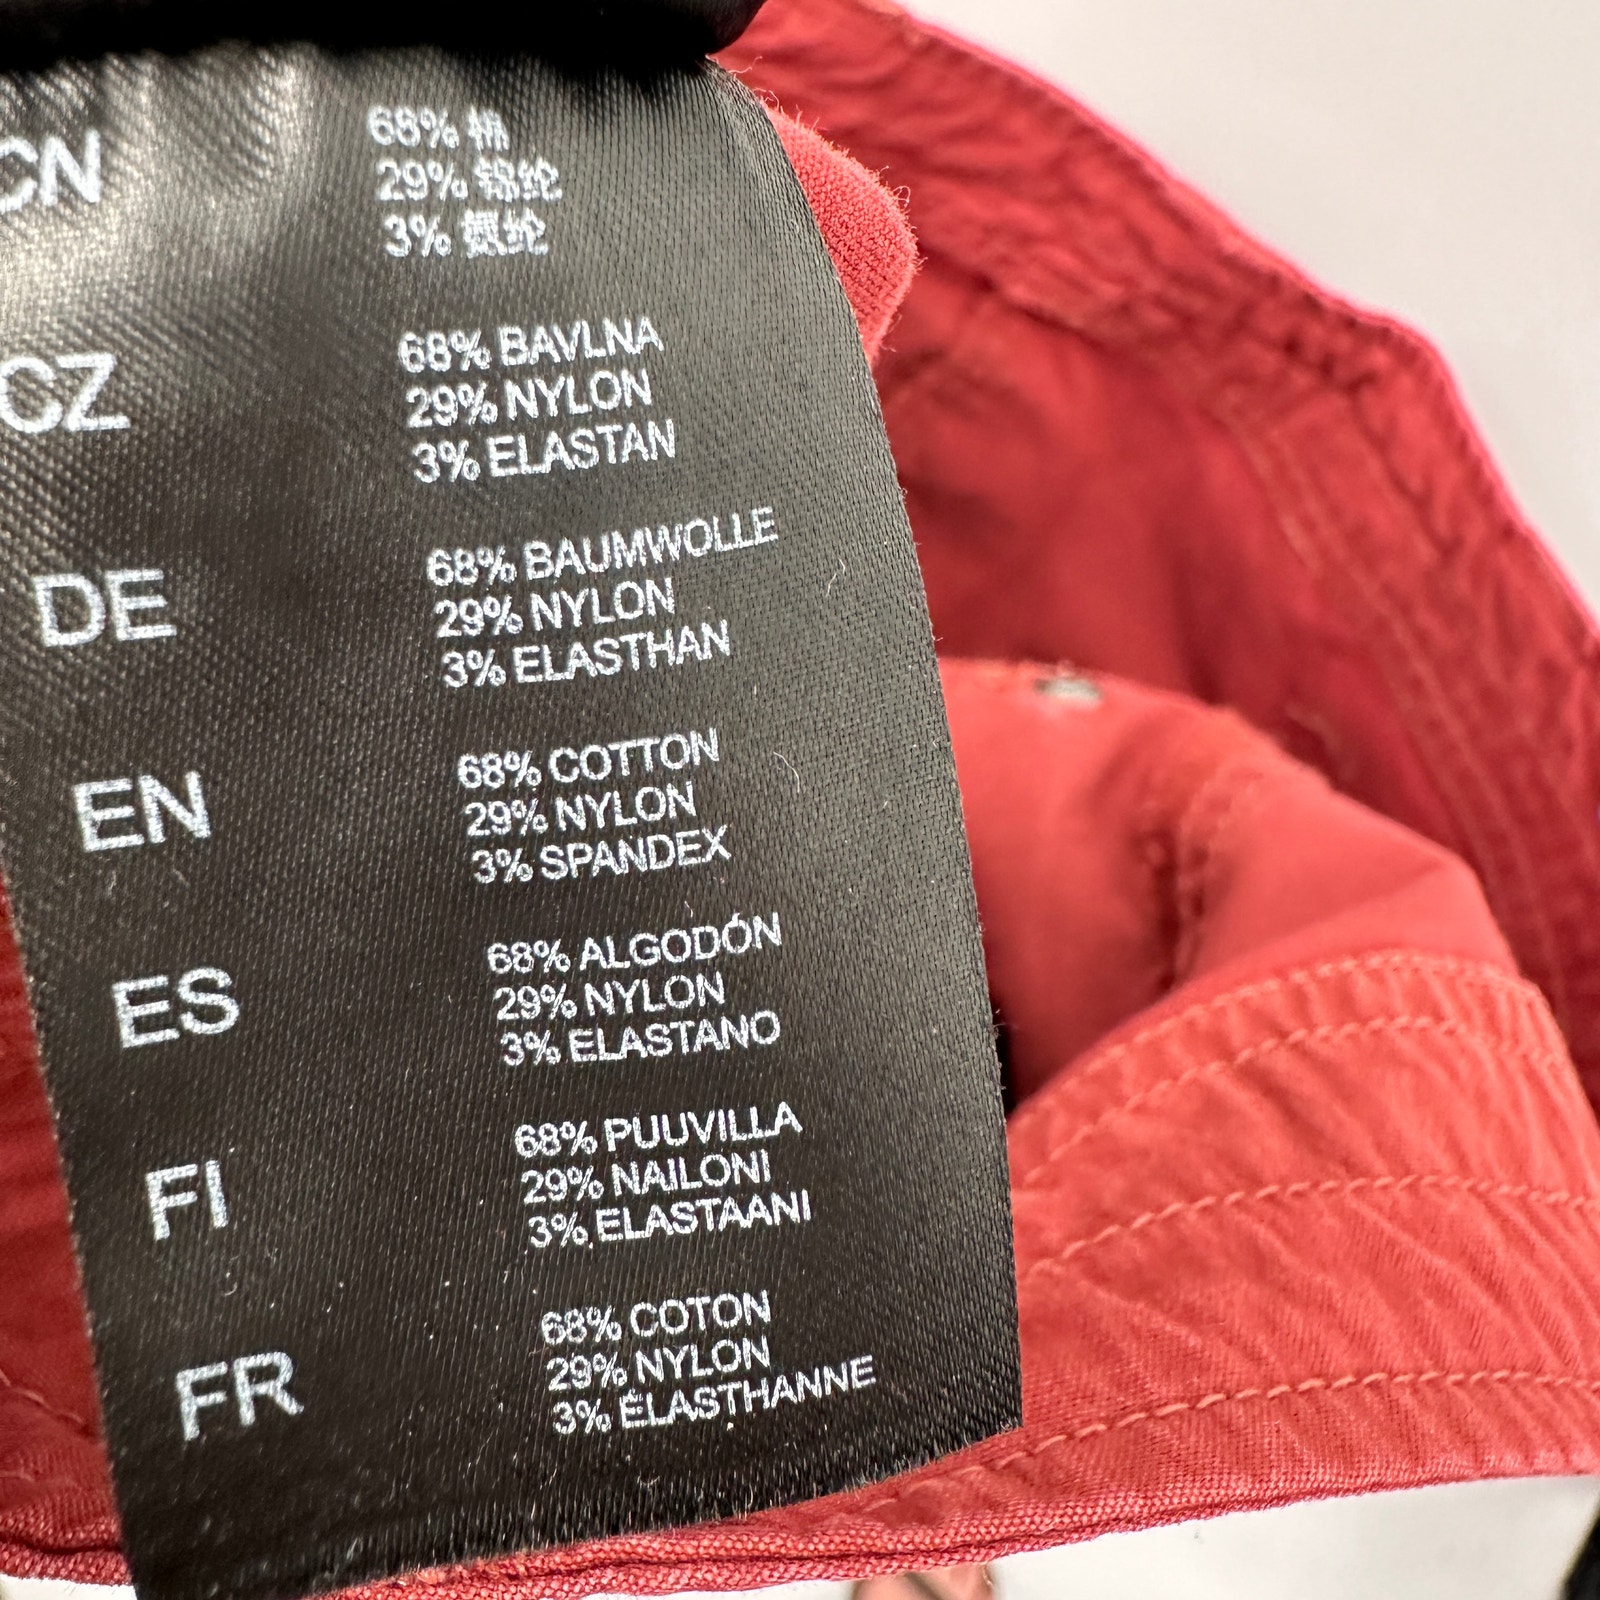 CN
68% 棉
29% 锦纶
3% 氨纶
CZ
68% BAVLNA
29% NYLON
3% ELASTAN
DE
68% BAUMWOLLE
29% NYLON
3% ELASTHAN
EN
68% COTTON
29% NYLON
3% SPANDEX
ES
68% ALGODÓN
29% NYLON
3% ELASTANO
FI
68% PUUVILLA
29% NAILONI
3% ELASTAANI
FR
68% COTON
29% NYLON
3% ÉLASTHANNE